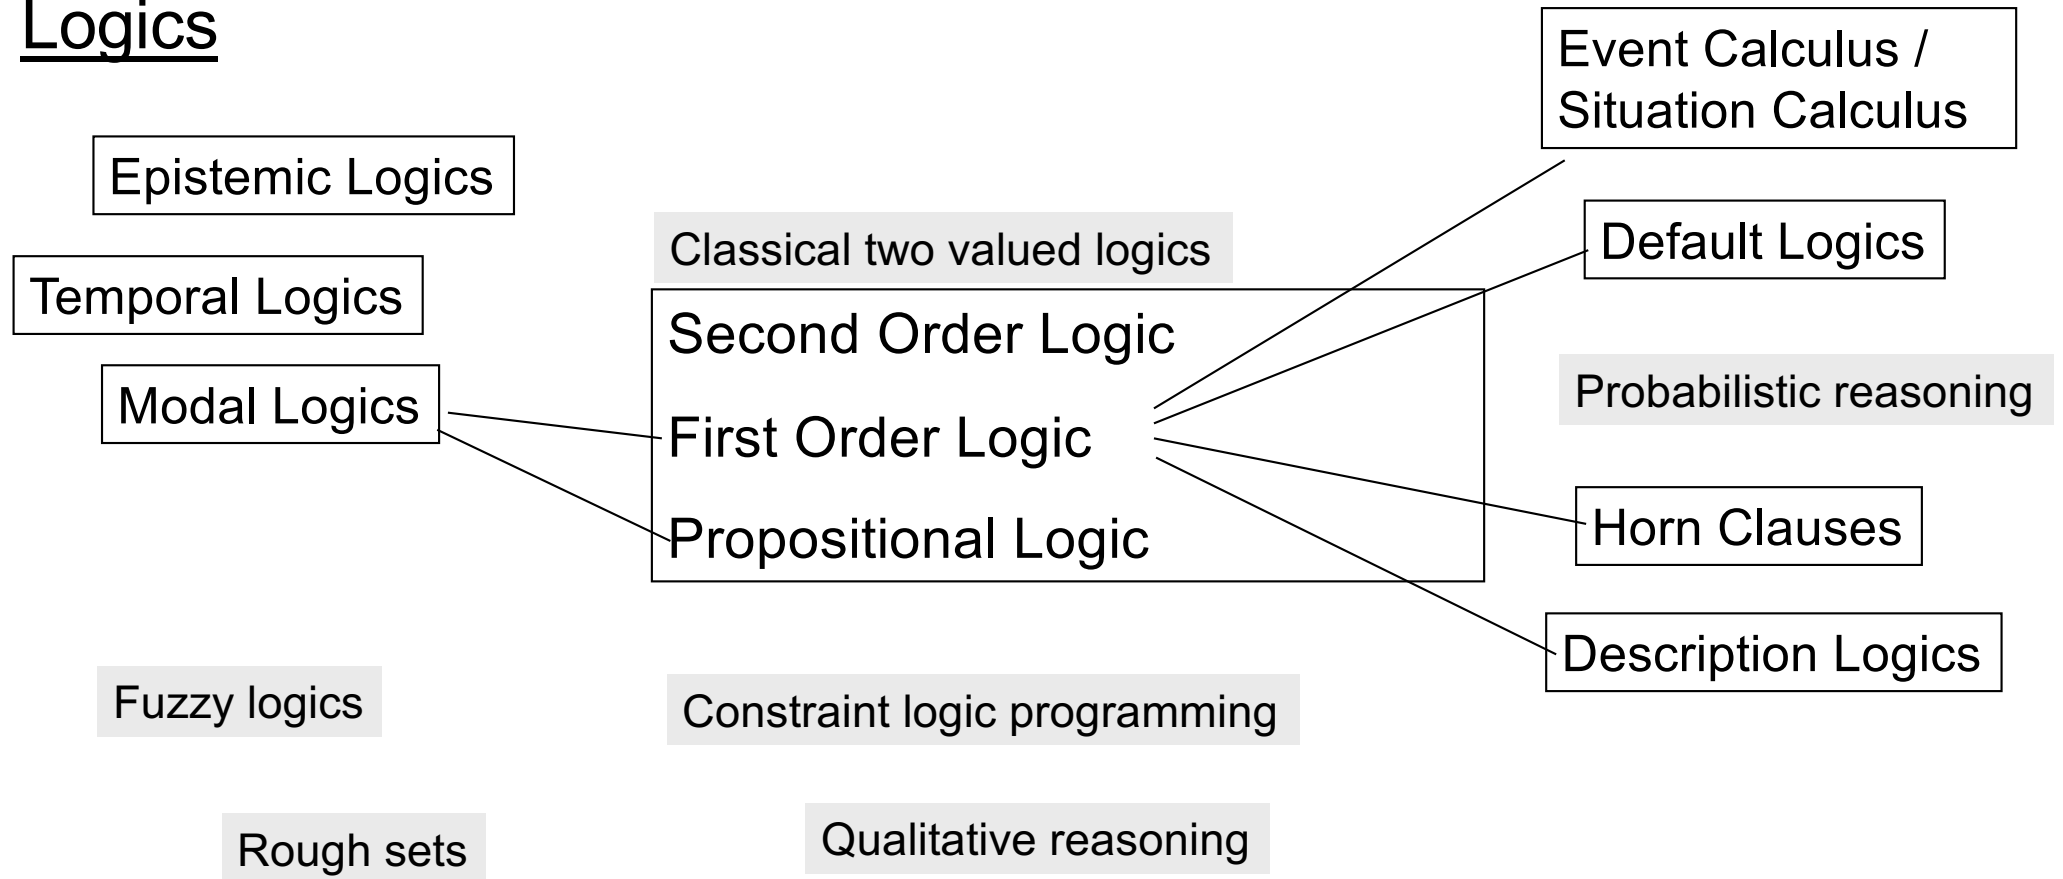 Logics
Event Calculus /
Situation Calculus
Epistemic Logics
Classical two valued logics
Default Logics
Temporal Logics
Second Order Logic
Modal Logics
Probabilistic reasoning
First Order Logic
Horn Clauses
Propositional Logic
Description Logics
Fuzzy logics
Constraint logic programming
Rough sets
Qualitative reasoning